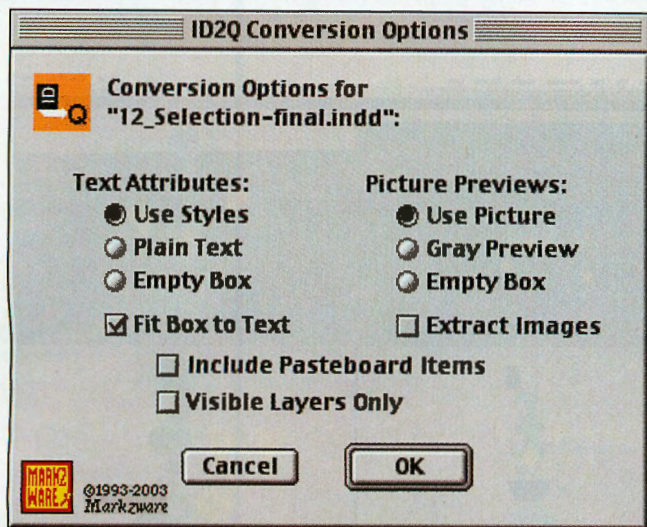 ID2Q Conversion Options
ID
Q
Conversion Options for
"12_Selection-final.indd":
Text Attributes:
Use Styles
Plain Text
Empty Box
Fit Box to Text
Picture Previews:
Use Picture
Gray Preview
Empty Box
Extract Images
Include Pasteboard Items
Visible Layers Only
Cancel
OK
MARKZ
WARE
©1993-2003
Markzware